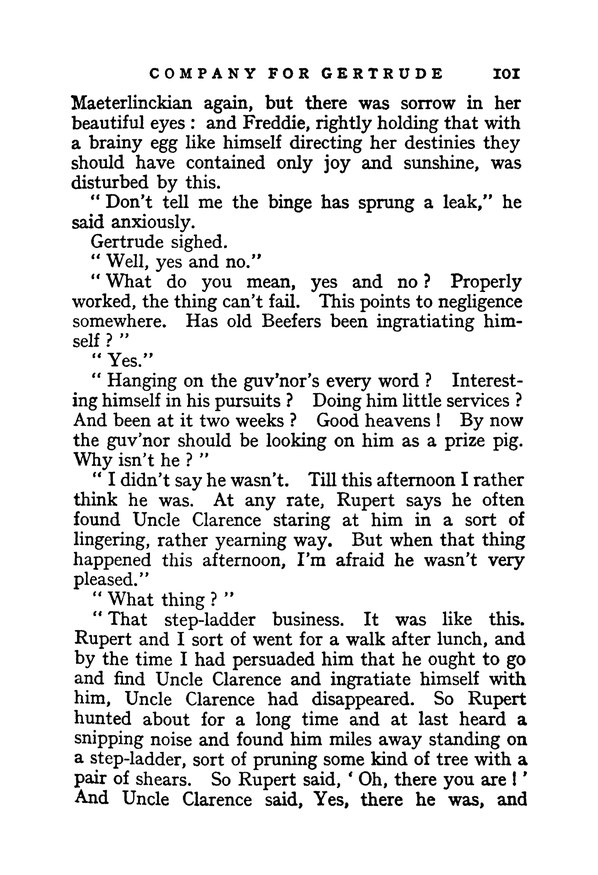 COMPANY FOR GERTRUDE 101
Maeterlinckian again, but there was sorrow in her
beautiful eyes : and Freddie, rightly holding that with
a brainy egg like himself directing her destinies they
should have contained only joy and sunshine, was
disturbed by this.
“ Don’t tell me the binge has sprung a leak,” he
said anxiously.
Gertrude sighed.
“ Well, yes and no.”
“ What do you mean, yes and no ? Properly
worked, the thing can’t fail. This points to negligence
somewhere. Has old Beefers been ingratiating him-
self ? ”
“ Yes.”
“ Hanging on the guv’nor’s every word ? Interest-
ing himself in his pursuits ? Doing him little services ?
And been at it two weeks ? Good heavens ! By now
the guv’nor should be looking on him as a prize pig.
Why isn’t he ? ”
“ I didn’t say he wasn’t. Till this afternoon I rather
think he was. At any rate, Rupert says he often
found Uncle Clarence staring at him in a sort of
lingering, rather yearning way. But when that thing
happened this afternoon, I’m afraid he wasn’t very
pleased.”
“ What thing ? ”
“ That step-ladder business. It was like this.
Rupert and I sort of went for a walk after lunch, and
by the time I had persuaded him that he ought to go
and find Uncle Clarence and ingratiate himself with
him, Uncle Clarence had disappeared. So Rupert
hunted about for a long time and at last heard a
snipping noise and found him miles away standing on
a step-ladder, sort of pruning some kind of tree with a
pair of shears. So Rupert said, ‘ Oh, there you are ! ’
And Uncle Clarence said, Yes, there he was, and